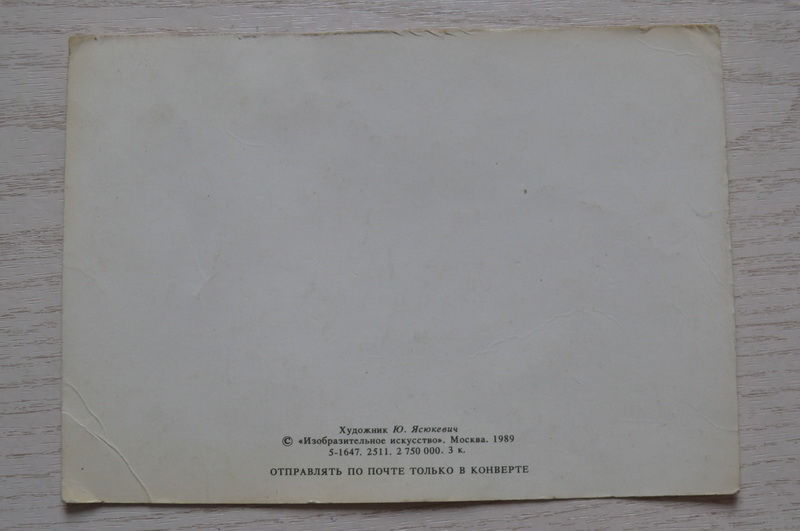 Художник Ю. Ясюкевич
© «Изобразительное искусство». Москва. 1989
5-1647. 2511. 2 750 000. 3 к.
ОТПРАВЛЯТЬ ПО ПОЧТЕ ТОЛЬКО В КОНВЕРТЕ